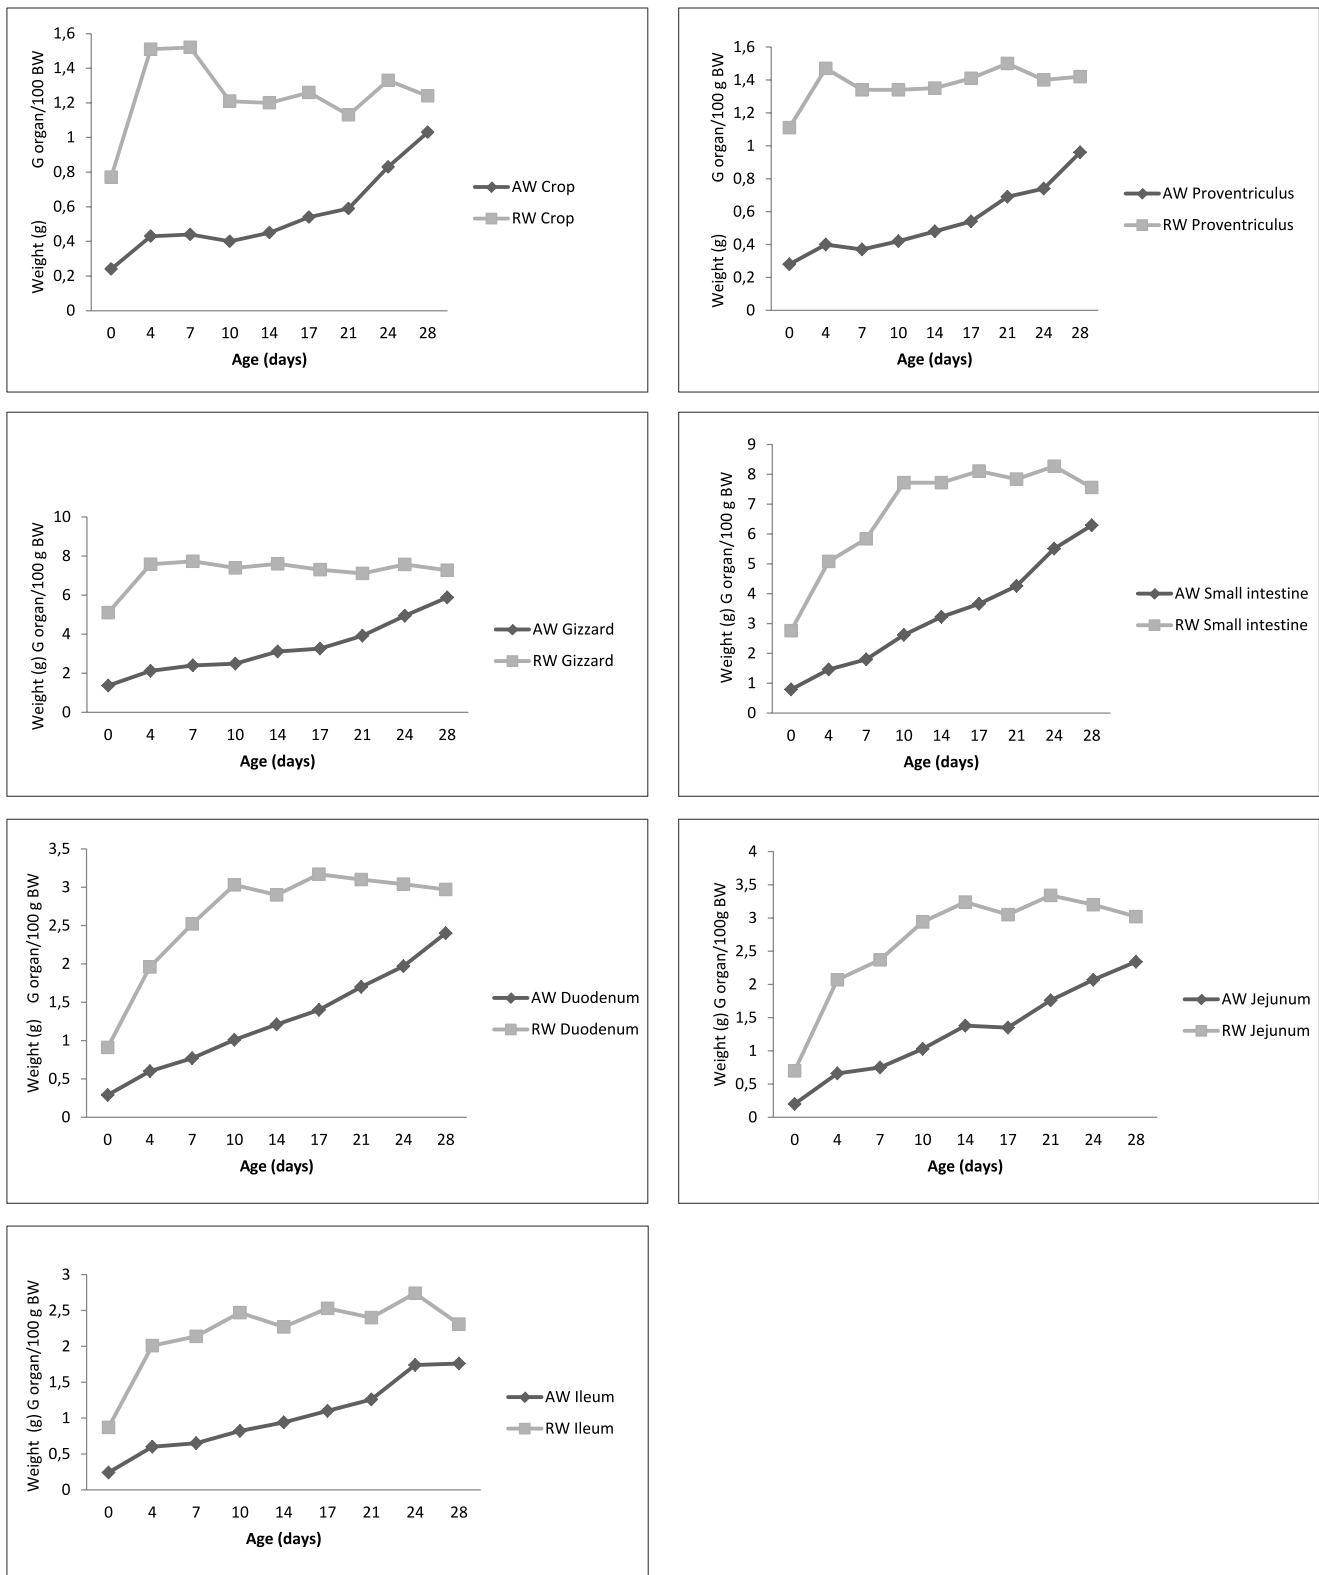 G organ/100 BW
Weight (g)
1,6
1,4
1,2
1
0,8
0,6
0,4
0,2
0
0 4 7 10 14 17 21 24 28
Age (days)
AW Crop
RW Crop
G organ/100 g BW
Weight (g)
1,6
1,4
1,2
1
0,8
0,6
0,4
0,2
0
0 4 7 10 14 17 21 24 28
Age (days)
AW Proventriculus
RW Proventriculus
Weight (g) G organ/100 g BW
10
8
6
4
2
0
0 4 7 10 14 17 21 24 28
Age (days)
AW Gizzard
RW Gizzard
Weight (g) G organ/100 g BW
9
8
7
6
5
4
3
2
1
0
0 4 7 10 14 17 21 24 28
Age (days)
AW Small intestine
RW Small intestine
Weight (g) G organ/100 g BW
3,5
3
2,5
2
1,5
1
0,5
0
0 4 7 10 14 17 21 24 28
Age (days)
AW Duodenum
RW Duodenum
Weight (g) G organ/100g BW
4
3,5
3
2,5
2
1,5
1
0,5
0
0 4 7 10 14 17 21 24 28
Age (days)
AW Jejunum
RW Jejunum
Weight (g) G organ/100 g BW
3
2,5
2
1,5
1
0,5
0
0 4 7 10 14 17 21 24 28
Age (days)
AW Ileum
RW Ileum